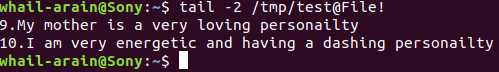 whail-arain@Sony:~$ tail -2 /tmp/test@File!
9.My mother is a very loving personailty
10.I am very energetic and having a dashing personailty
whail-arain@Sony:~$